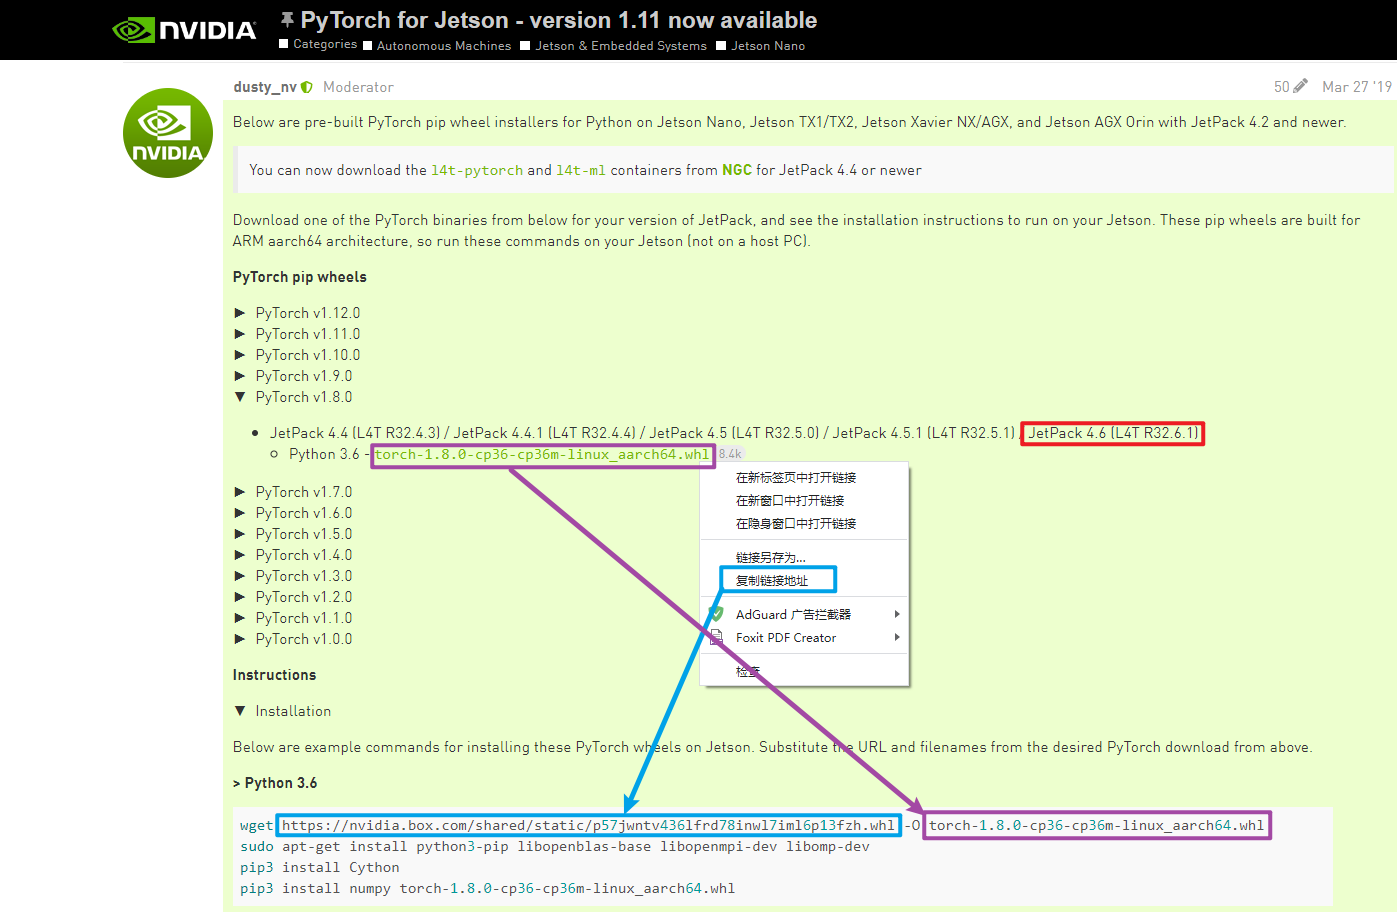 NVIDIA
PyTorch for Jetson - version 1.11 now available
Categories Autonomous Machines Jetson & Embedded Systems Jetson Nano
dusty_nv Moderator 50 Mar 27 '19
NVIDIA.
Below are pre-built PyTorch pip wheel installers for Python on Jetson Nano, Jetson TX1/TX2, Jetson Xavier NX/AGX, and Jetson AGX Orin with JetPack 4.2 and newer.
You can now download the l4t-pytorch and l4t-ml containers from NGC for JetPack 4.4 or newer
Download one of the PyTorch binaries from below for your version of JetPack, and see the installation instructions to run on your Jetson. These pip wheels are built for
ARM aarch64 architecture, so run these commands on your Jetson (not on a host PC).
PyTorch pip wheels
▶ PyTorch v1.12.0
▶ PyTorch v1.11.0
▶ PyTorch v1.10.0
▶ PyTorch v1.9.0
▼ PyTorch v1.8.0
• JetPack 4.4 (L4T R32.4.3) / JetPack 4.4.1 (L4T R32.4.4) / JetPack 4.5 (L4T R32.5.0) / JetPack 4.5.1 (L4T R32.5.1) / JetPack 4.6 (L4T R32.6.1)
○ Python 3.6 - torch-1.8.0-cp36-cp36m-linux_aarch64.whl 8.4k
在新标签页中打开链接
在新窗口中打开链接
在隐身窗口中打开链接
链接另存为...
复制链接地址
AdGuard 广告拦截器
Foxit PDF Creator
检查
▶ PyTorch v1.7.0
▶ PyTorch v1.6.0
▶ PyTorch v1.5.0
▶ PyTorch v1.4.0
▶ PyTorch v1.3.0
▶ PyTorch v1.2.0
▶ PyTorch v1.1.0
▶ PyTorch v1.0.0
Instructions
▼ Installation
Below are example commands for installing these PyTorch wheels on Jetson. Substitute the URL and filenames from the desired PyTorch download from above.
> Python 3.6
wget https://nvidia.box.com/shared/static/p57jwntv436lfrd78inwl7iml6p13fzh.whl -O torch-1.8.0-cp36-cp36m-linux_aarch64.whl
sudo apt-get install python3-pip libopenblas-base libopenmpi-dev libomp-dev
pip3 install Cython
pip3 install numpy torch-1.8.0-cp36-cp36m-linux_aarch64.whl